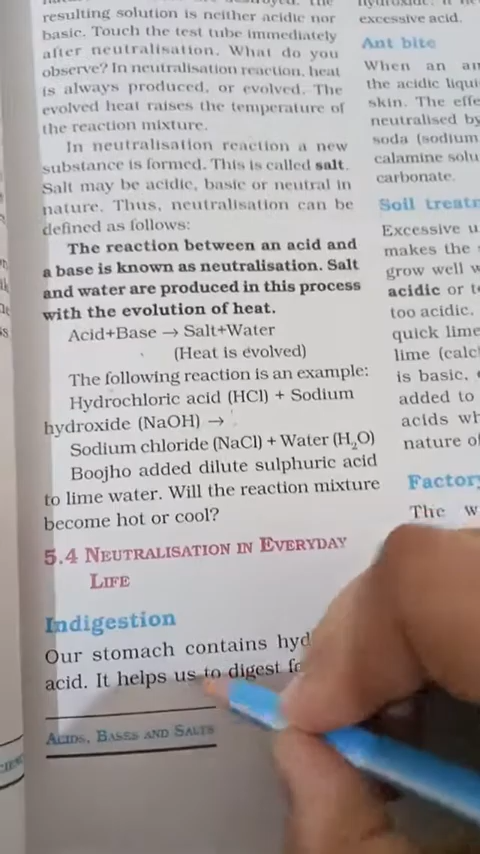 resulting solution is neither acidic nor
basic. Touch the test tube immediately
after neutralisation. What do you
observe? In neutralisation reaction, heat
is always produced, or evolved. The
evolved heat raises the temperature of
the reaction mixture.
In neutralisation reaction a new
substance is formed. This is called salt.
Salt may be acidic, basic or neutral in
nature. Thus, neutralisation can be
defined as follows:
The reaction between an acid and
a base is known as neutralisation. Salt
and water are produced in this process
with the evolution of heat.
Acid+Base → Salt+Water
(Heat is evolved)
The following reaction is an example:
Hydrochloric acid (HCl) + Sodium
hydroxide (NaOH) →
Sodium chloride (NaCl) + Water (H₂O)
Boojho added dilute sulphuric acid
to lime water. Will the reaction mixture
become hot or cool?
5.4 NEUTRALISATION IN EVERYDAY
LIFE
Indigestion
Our stomach contains hyd
acid. It helps us to digest
ACIDS, BASES AND SALTS
excessive acid.
Ant bite
When an
the acidic
skin. The
neutralised by
soda (sodium
calamine
carbonate.
Soil
Excessive
makes the
grow well
acidic or
too acidic.
quick lime
lime
is basic,
added to
acids
nature
Factory
The